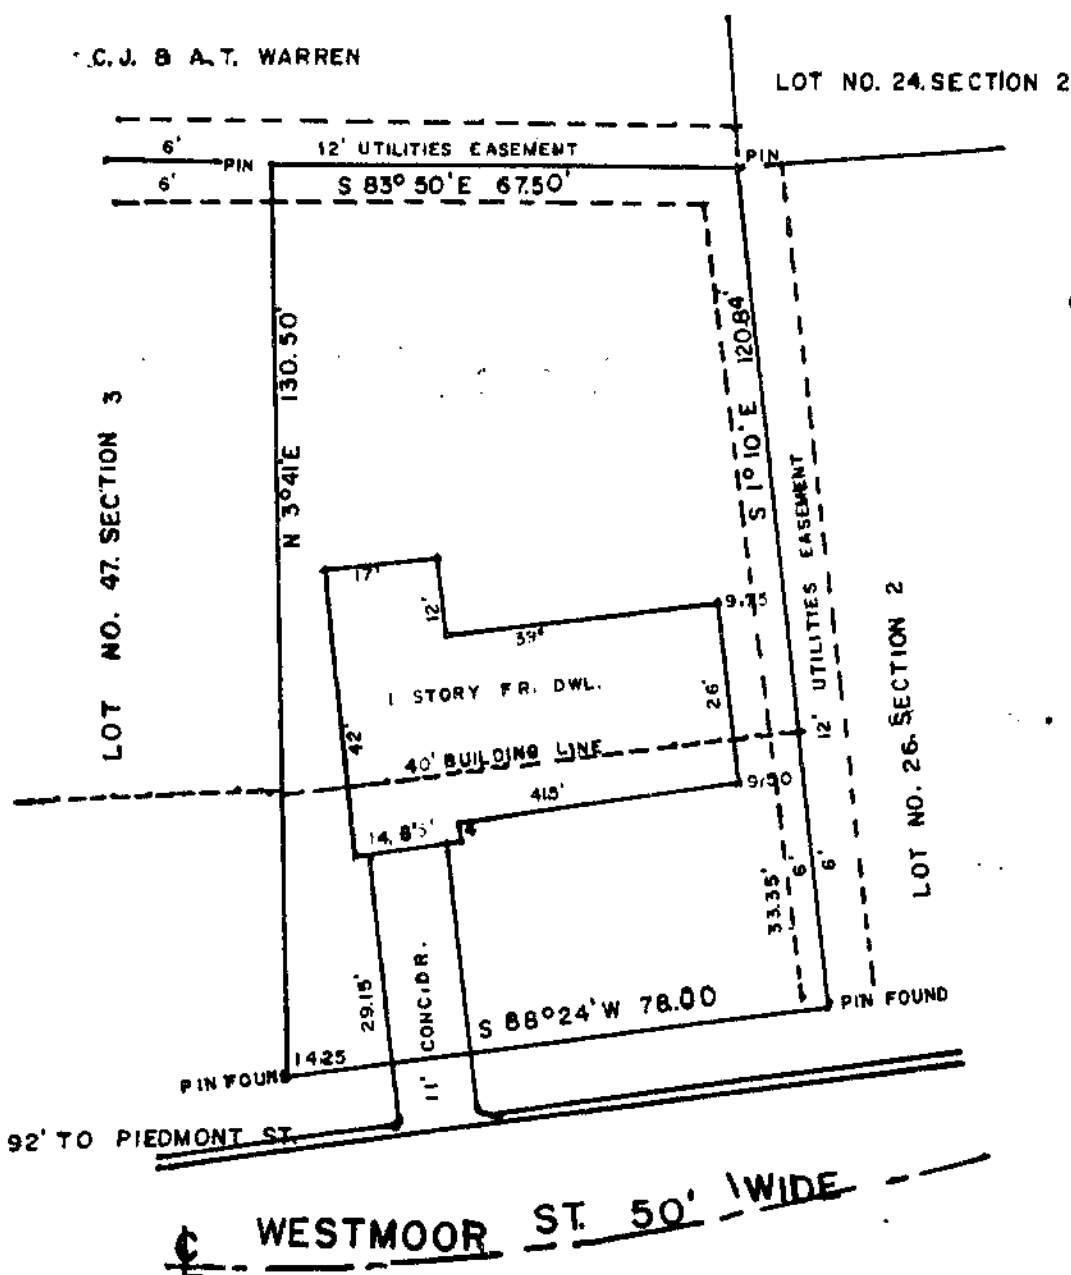 C.J. & A.T. WARREN
LOT NO. 24. SECTION 2
6'
12' UTILITIES EASEMENT
PIN
PIN
6'
S 83° 50' E 67.50'
130.50'
N 3° 41' E
120.84'
S 1° 10' E
LOT NO. 47. SECTION 3
12' UTILITIES EASEMENT
LOT NO. 26. SECTION 2
17'
12'
39'
9.75
1 STORY FR. DWL.
26'
42'
40' BUILDING LINE
41.5'
9.50
14.85'
4'
6'
6'
33.35'
29.15'
11' CONC. DR.
S 88° 24' W 78.00
PIN FOUND
14.25
PIN FOUN
92' TO PIEDMONT ST.
℄ WESTMOOR ST. 50' WIDE